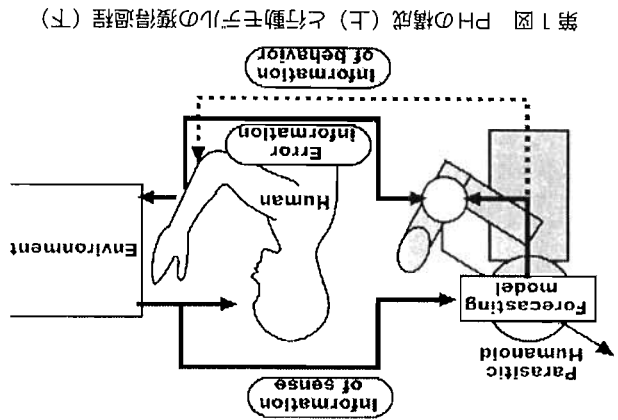 Information
of sense
Parasitic
Humanoid
Forecasting
model
Environment
Human
Error
information
Information
of behavior
第1図 PHの構成（上）と行動モデルの獲得過程（下）